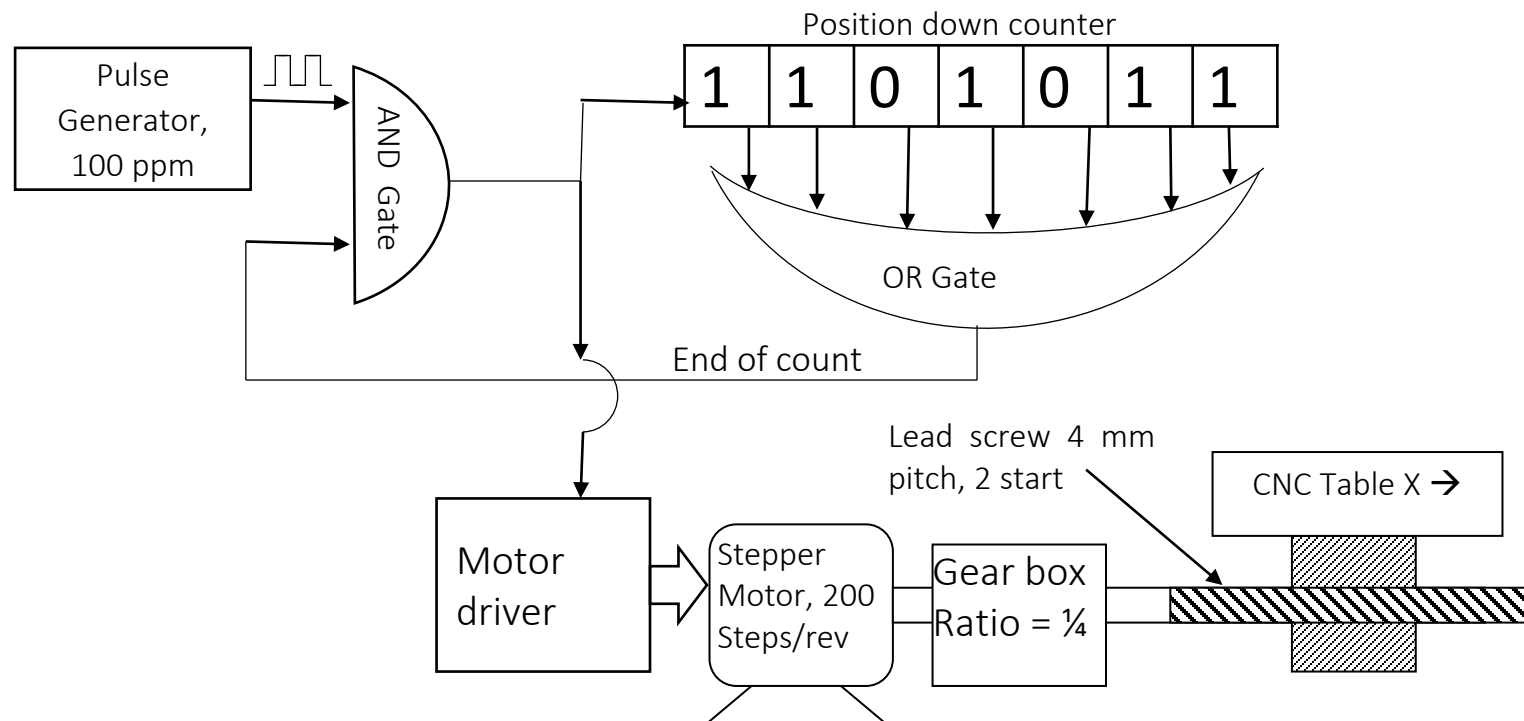 Position down counter
Pulse
Generator,
100 ppm
AND Gate
1 1 0 1 0 1 1
OR Gate
End of count
Lead screw 4 mm
pitch, 2 start
CNC Table X →
Motor
driver
Stepper
Motor, 200
Steps/rev
Gear box
Ratio = ¼